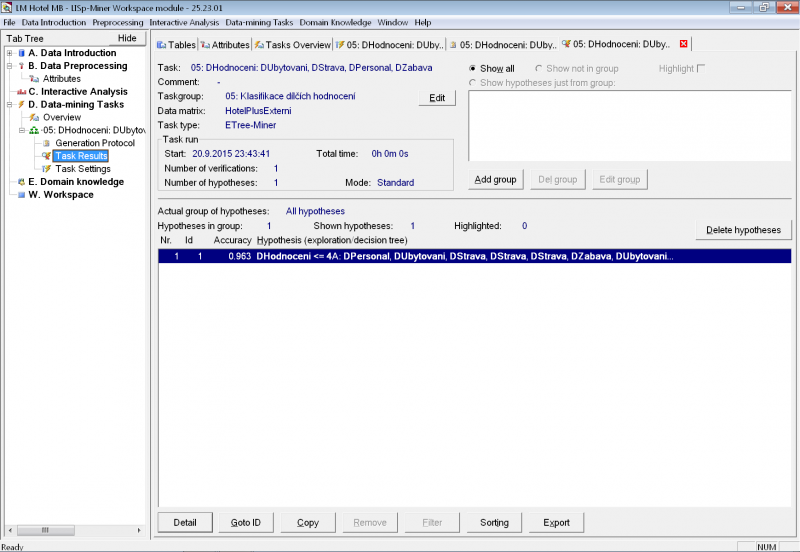 LM Hotel MB - LISp-Miner Workspace module - 25.23.01
File Data Introduction Preprocessing Interactive Analysis Data-mining Tasks Domain Knowledge Window Help
Tab Tree Hide
A. Data Introduction
B. Data Preprocessing
Attributes
C. Interactive Analysis
D. Data-mining Tasks
Overview
05: DHodnoceni: DUbytov
Generation Protocol
Task Results
Task Settings
E. Domain knowledge
W. Workspace
Tables Attributes Tasks Overview 05: DHodnoceni: DUby.. 05: DHodnoceni: DUby.. 05: DHodnoceni: DUby..
Task: 05: DHodnoceni: DUbytovani, DStrava, DPersonal, DZabava
Comment: -
Taskgroup: 05: Klasifikace dílčích hodnocení
Edit
Data matrix: HotelPlusExterni
Task type: ETree-Miner
Task run
Start: 20.9.2015 23:43:41 Total time: 0h 0m 0s
Number of verifications: 1
Number of hypotheses: 1 Mode: Standard
Show all Show not in group Highlight
Show hypotheses just from group:
Add group Del group Edit group
Actual group of hypotheses: All hypotheses
Hypotheses in group: 1 Shown hypotheses: 1 Highlighted: 0
Delete hypotheses
Nr. Id Accuracy Hypothesis (exploration/decision tree)
1 1 0.963 DHodnoceni <= 4A: DPersonal, DUbytovani, DStrava, DStrava, DStrava, DZabava, DUbytovani...
Detail Goto ID Copy Remove Filter Sorting Export
Ready NUM